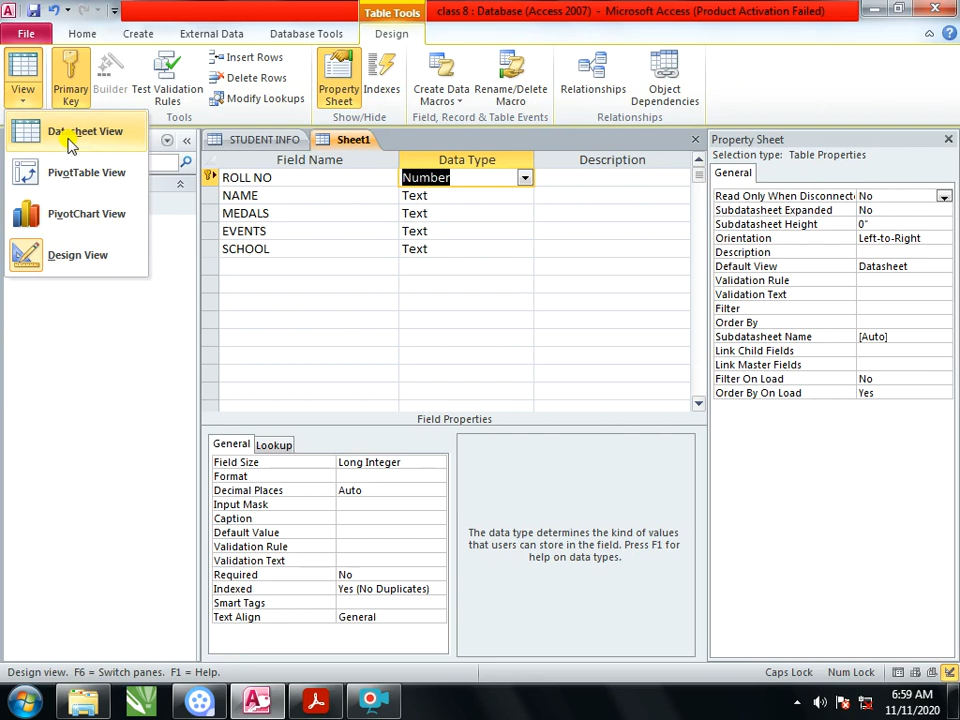 Table Tools
class 8 : Database (Access 2007) - Microsoft Access (Product Activation Failed)
File Home Create External Data Database Tools Design
View
Primary Key
Builder
Test Validation Rules
Insert Rows
Delete Rows
Modify Lookups
Property Sheet
Indexes
Create Data Macros
Rename/Delete Macro
Relationships
Object Dependencies
Tools
Show/Hide
Field, Record & Table Events
Relationships
Datasheet View
PivotTable View
PivotChart View
Design View
STUDENT INFO Sheet1
Field Name Data Type Description
ROLL NO Number
NAME Text
MEDALS Text
EVENTS Text
SCHOOL Text
Field Properties
General Lookup
Field Size Long Integer
Format
Decimal Places Auto
Input Mask
Caption
Default Value
Validation Rule
Validation Text
Required No
Indexed Yes (No Duplicates)
Smart Tags
Text Align General
The data type determines the kind of values
that users can store in the field. Press F1 for
help on data types.
Property Sheet
Selection type: Table Properties
General
Read Only When Disconnect No
Subdatasheet Expanded No
Subdatasheet Height 0"
Orientation Left-to-Right
Description
Default View Datasheet
Validation Rule
Validation Text
Filter
Order By
Subdatasheet Name [Auto]
Link Child Fields
Link Master Fields
Filter On Load No
Order By On Load Yes
Design view. F6 = Switch panes. F1 = Help.
Caps Lock Num Lock
6:59 AM
11/11/2020